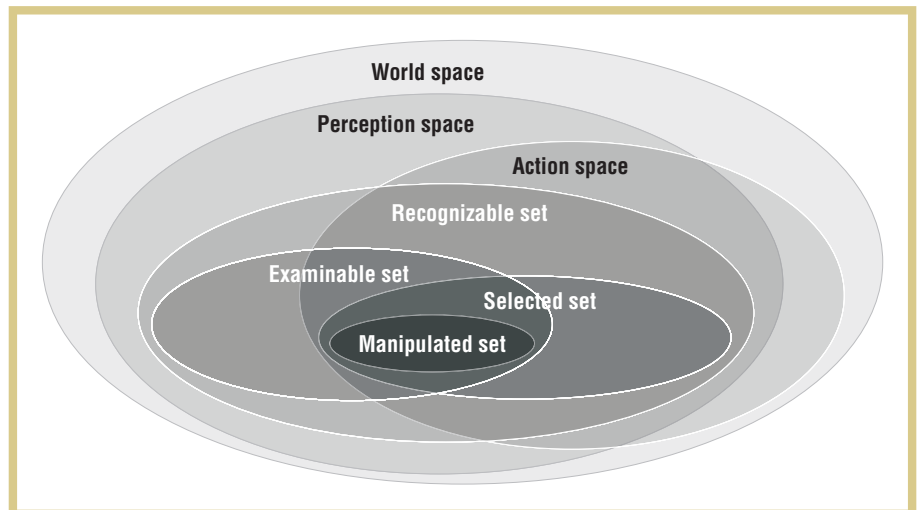 World space
Perception space
Action space
Recognizable set
Examinable set
Selected set
Manipulated set